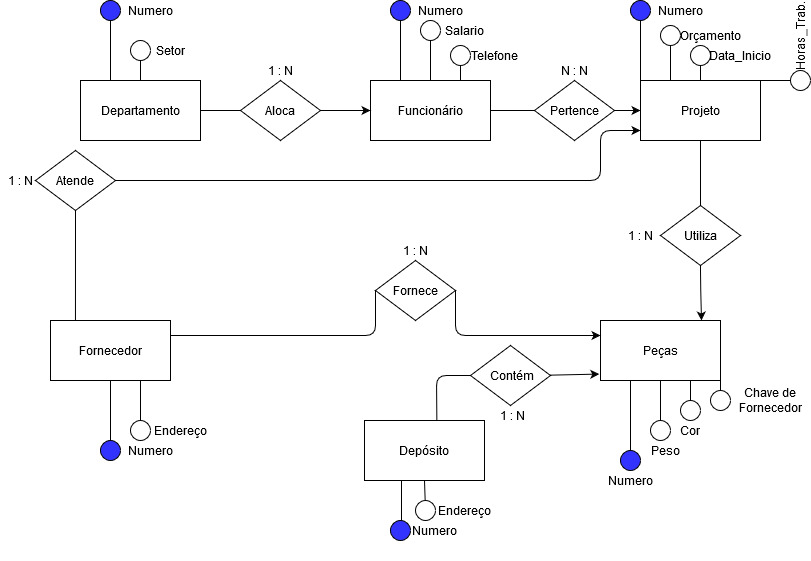 Numero
Setor
Departamento
1 : N
Aloca
Numero
Salario
Telefone
Funcionário
N : N
Pertence
Numero
Orçamento
Data_Inicio
Horas_Trab.
Projeto
1 : N
Atende
1 : N
Utiliza
1 : N
Fornece
Fornecedor
Endereço
Numero
Peças
Contém
1 : N
Chave de
Fornecedor
Cor
Peso
Numero
Depósito
Endereço
Numero